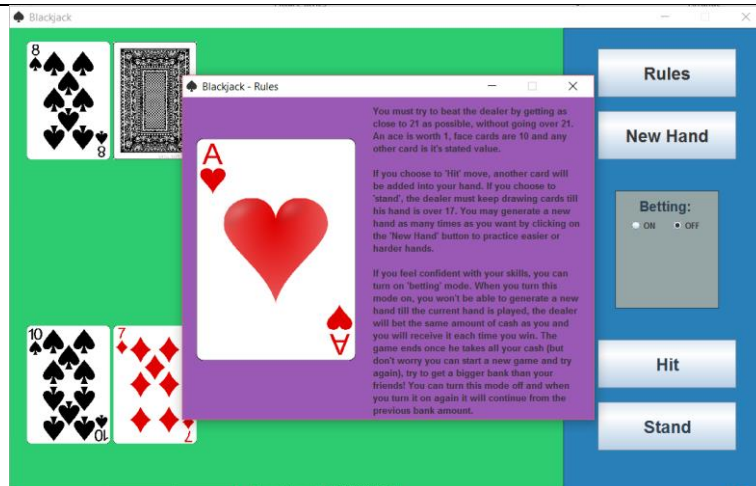 Blackjack
8
8
Blackjack - Rules
A
A
You must try to beat the dealer by getting as
close to 21 as possible, without going over 21.
An ace is worth 1, face cards are 10 and any
other card is it's stated value.
If you choose to 'Hit' move, another card will
be added into your hand. If you choose to
'stand', the dealer must keep drawing cards till
his hand is over 17. You may generate a new
hand as many times as you want by clicking on
the 'New Hand' button to practice easier or
harder hands.
If you feel confident with your skills, you can
turn on 'betting' mode. When you turn this
mode on, you won't be able to generate a new
hand till the current hand is played, the dealer
will bet the same amount of cash as you and
you will receive it each time you win. The
game ends once he takes all your cash (but
don't worry you can start a new game and try
again), try to get a bigger bank than your
friends! You can turn this mode off and when
you turn it on again it will continue from the
previous bank amount.
Rules
New Hand
Betting:
ON OFF
Hit
Stand
10
10
7
7